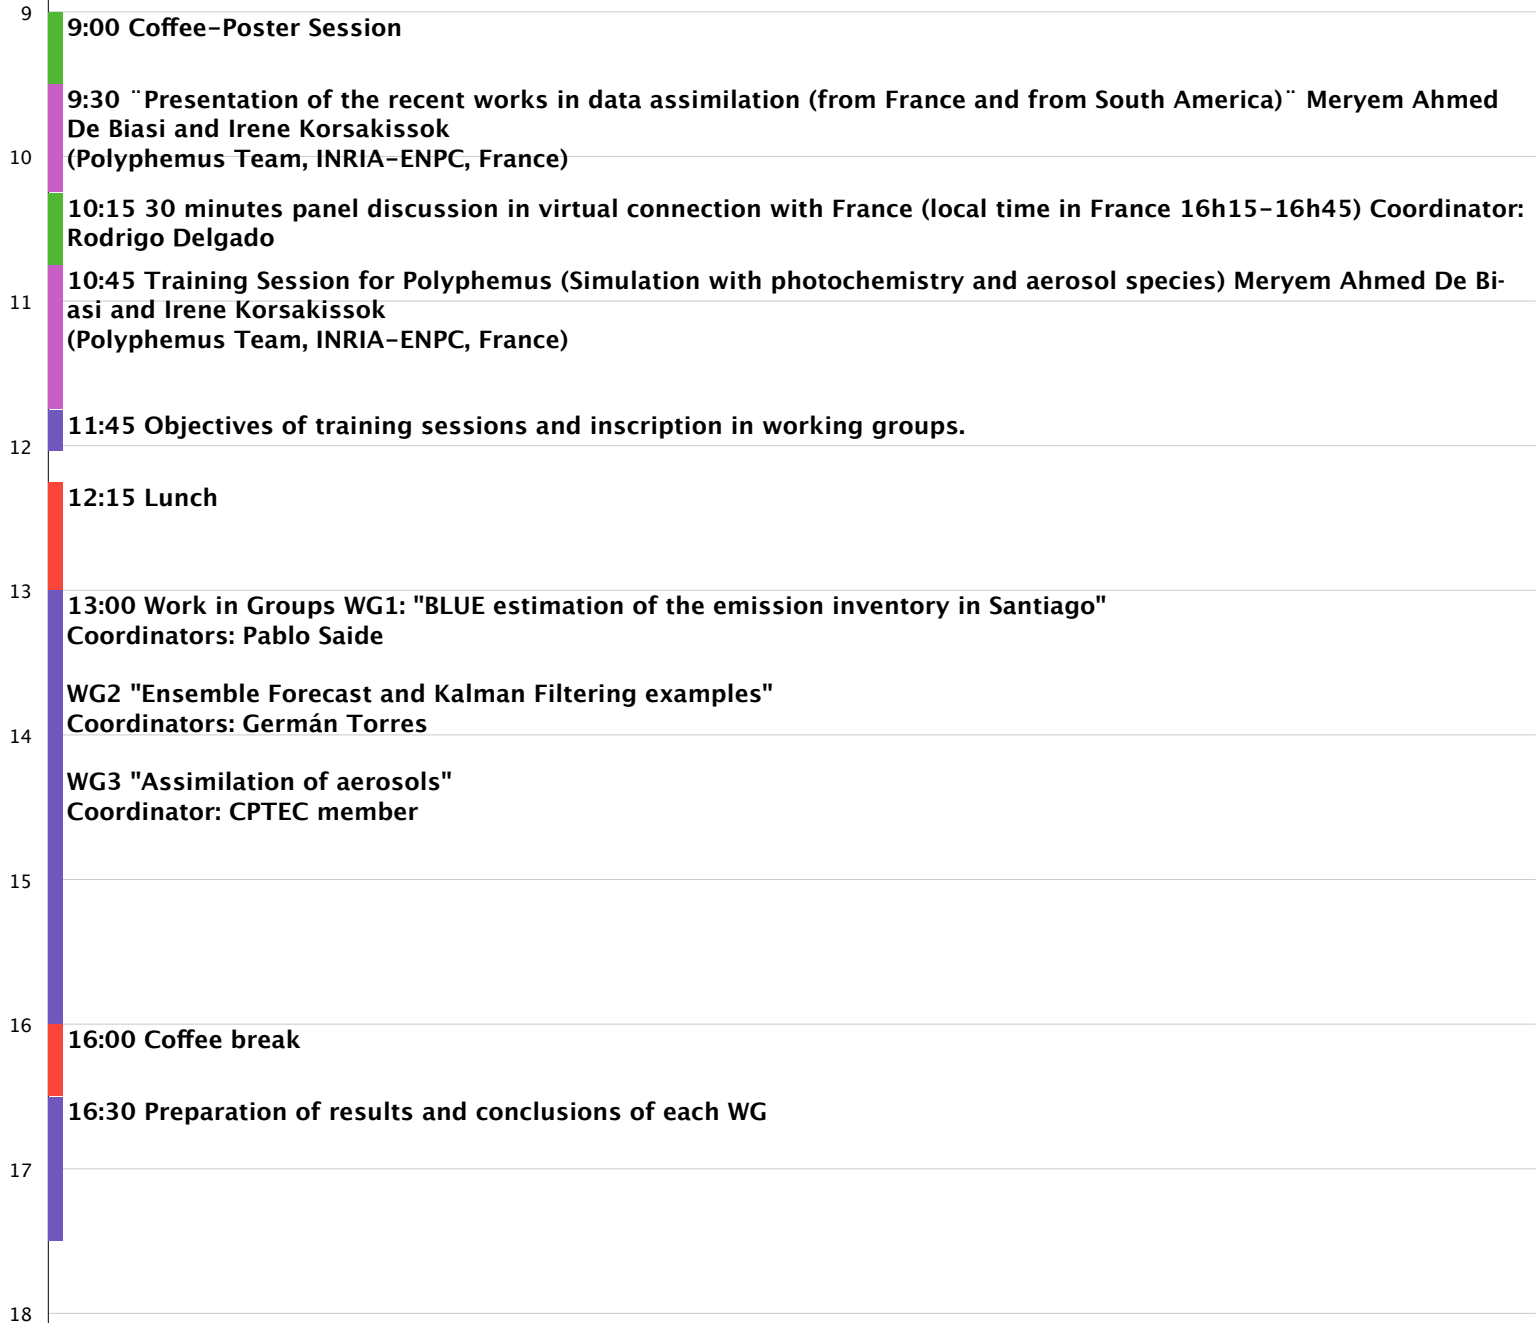 9
9:00 Coffee-Poster Session
9:30 ¨Presentation of the recent works in data assimilation (from France and from South America)¨ Meryem Ahmed
De Biasi and Irene Korsakissok
10
(Polyphemus Team, INRIA-ENPC, France)
10:15 30 minutes panel discussion in virtual connection with France (local time in France 16h15-16h45) Coordinator:
Rodrigo Delgado
10:45 Training Session for Polyphemus (Simulation with photochemistry and aerosol species) Meryem Ahmed De Bi-
11
asi and Irene Korsakissok
(Polyphemus Team, INRIA-ENPC, France)
11:45 Objectives of training sessions and inscription in working groups.
12
12:15 Lunch
13
13:00 Work in Groups WG1: "BLUE estimation of the emission inventory in Santiago"
Coordinators: Pablo Saide
WG2 "Ensemble Forecast and Kalman Filtering examples"
Coordinators: Germán Torres
14
WG3 "Assimilation of aerosols"
Coordinator: CPTEC member
15
16
16:00 Coffee break
16:30 Preparation of results and conclusions of each WG
17
18